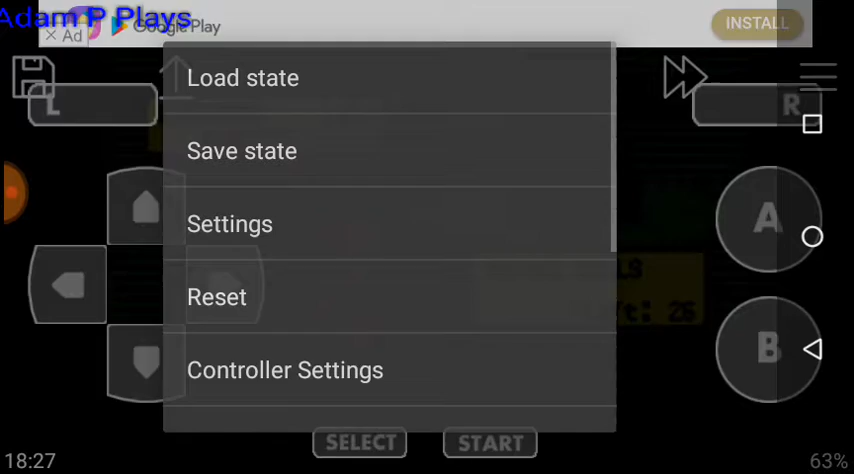 Adam P Plays
Ad
Google Play
INSTALL
L
R
Load state
Save state
Settings
Reset
Controller Settings
A
B
SELECT
START
18:27
63%